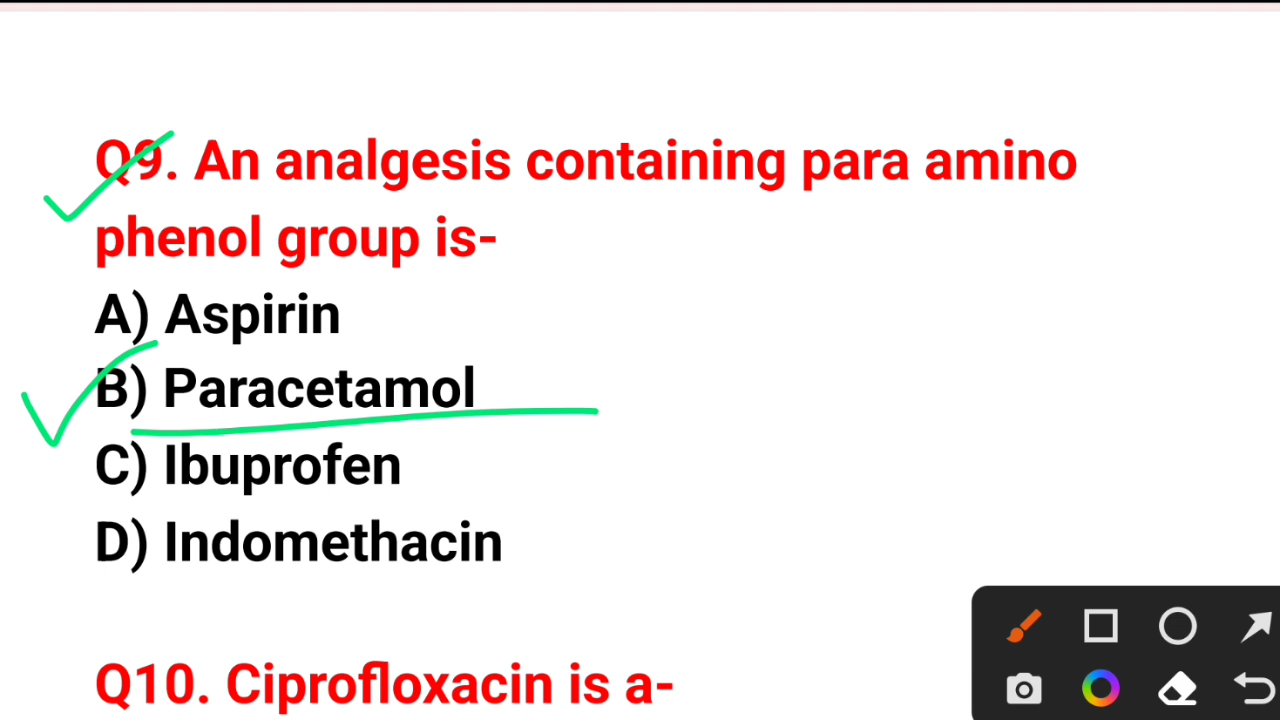 Q9. An analgesis containing para amino
phenol group is-
A) Aspirin
B) Paracetamol
C) Ibuprofen
D) Indomethacin
Q10. Ciprofloxacin is a-